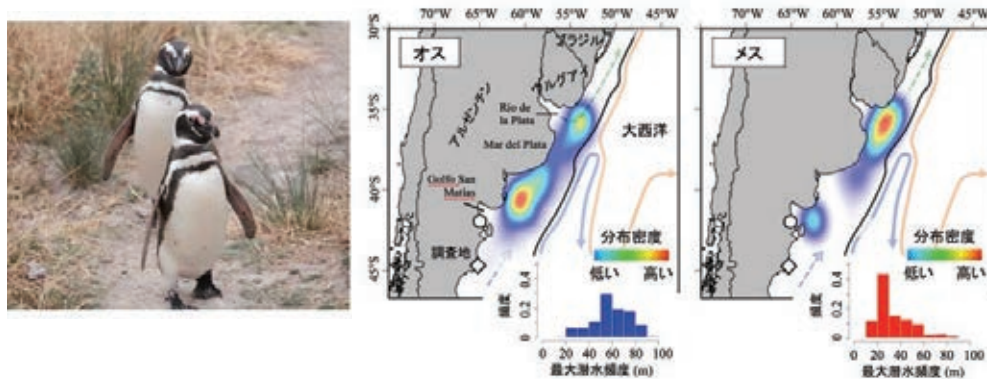 70°W 60°W 50°W
45°W
オス
ブラジル
ウルグアイ
アルゼンチン
Río de
la Plata
Mar del Plata
Golfo San
Matías
調査地
大西洋
分布密度
低い 高い
30°S
35°S
40°S
45°S
頻度
0 0.2 0.4
0 20 40 60 80 100
最大潜水頻度 (m)
70°W 60°W 50°W
45°W
メス
大西洋
分布密度
低い 高い
頻度
0 0.2 0.4
0 20 40 60 80 100
最大潜水頻度 (m)